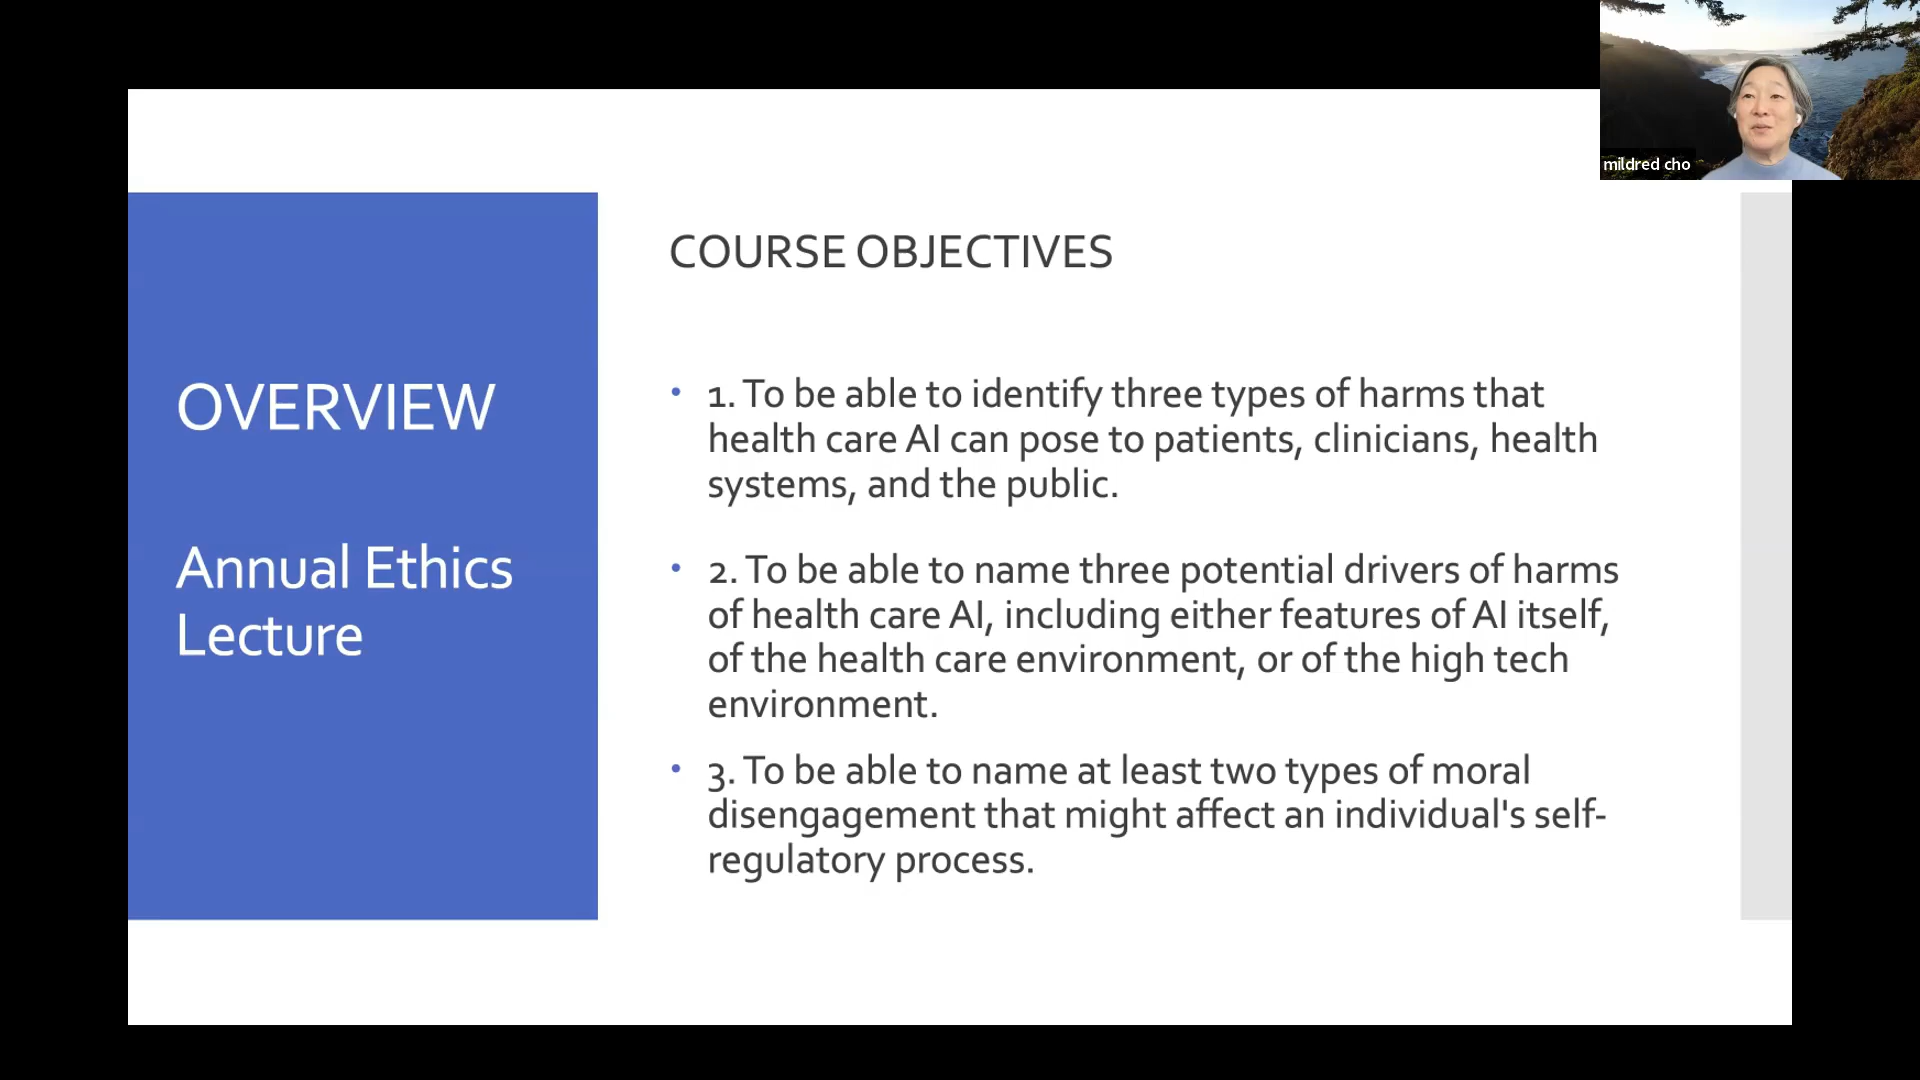 mildred cho
OVERVIEW
Annual Ethics
Lecture
COURSE OBJECTIVES
• 1. To be able to identify three types of harms that
health care AI can pose to patients, clinicians, health
systems, and the public.
• 2. To be able to name three potential drivers of harms
of health care AI, including either features of AI itself,
of the health care environment, or of the high tech
environment.
• 3. To be able to name at least two types of moral
disengagement that might affect an individual's self-
regulatory process.